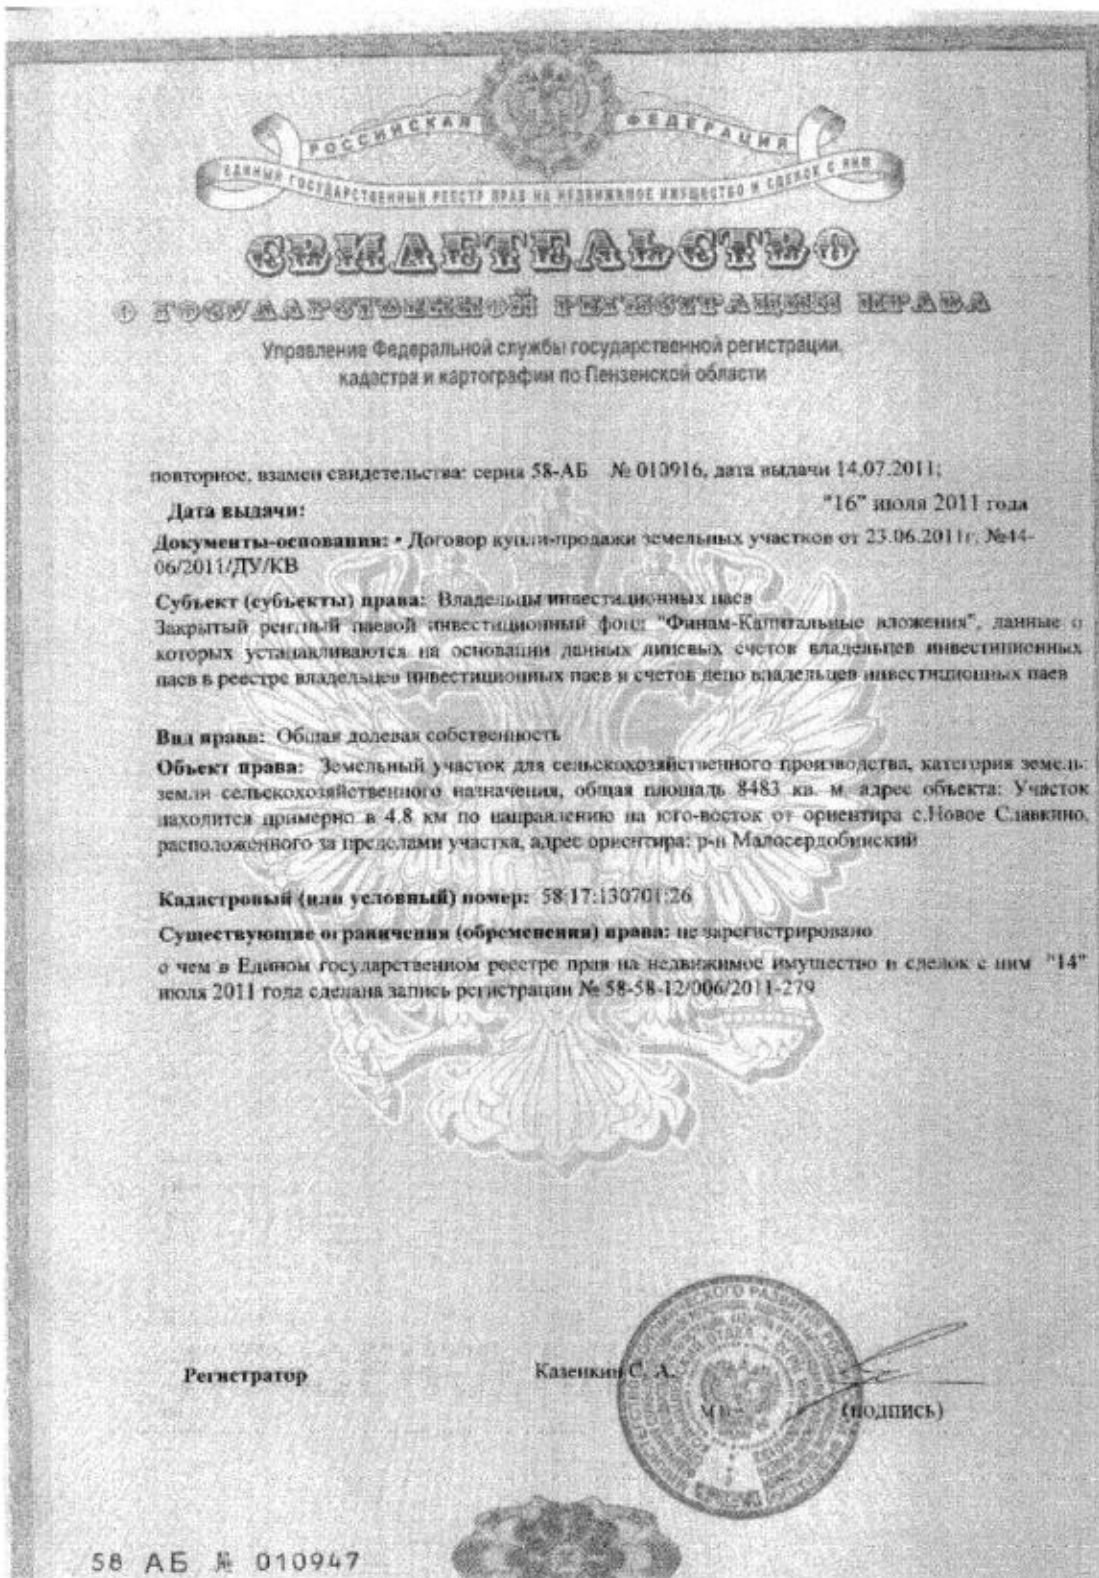 РОССИЙСКАЯ ФЕДЕРАЦИЯ
ЕДИНЫЙ ГОСУДАРСТВЕННЫЙ РЕЕСТР ПРАВ НА НЕДВИЖИМОЕ ИМУЩЕСТВО И СДЕЛОК С НИМ
СВИДЕТЕЛЬСТВО
О ГОСУДАРСТВЕННОЙ РЕГИСТРАЦИИ ПРАВА
Управление Федеральной службы государственной регистрации,
кадастра и картографии по Пензенской области
повторное, взамен свидетельства: серия 58-АБ № 010916, дата выдачи 14.07.2011;
Дата выдачи: "16" июля 2011 года
Документы-основания: • Договор купли-продажи земельных участков от 23.06.2011г. №44-
06/2011/ДУ/КВ
Субъект (субъекты) права: Владельцы инвестиционных паев
Закрытый рентный паевой инвестиционный фонд "Финам-Капитальные вложения", данные о
которых устанавливаются на основании данных лицевых счетов владельцев инвестиционных
паев в реестре владельцев инвестиционных паев и счетов депо владельцев инвестиционных паев
Вид права: Общая долевая собственность
Объект права: Земельный участок для сельскохозяйственного производства, категория земель:
земли сельскохозяйственного назначения, общая площадь 8483 кв. м, адрес объекта: Участок
находится примерно в 4,8 км по направлению на юго-восток от ориентира с.Новое Славкино,
расположенного за пределами участка, адрес ориентира: р-н Малосердобинский
Кадастровый (или условный) номер: 58:17:130701:26
Существующие ограничения (обременения) права: не зарегистрировано
о чем в Едином государственном реестре прав на недвижимое имущество и сделок с ним "14"
июля 2011 года сделана запись регистрации № 58-58-12/006/2011-279
Регистратор Казенкин С. А.
(подпись)
58 АБ № 010947